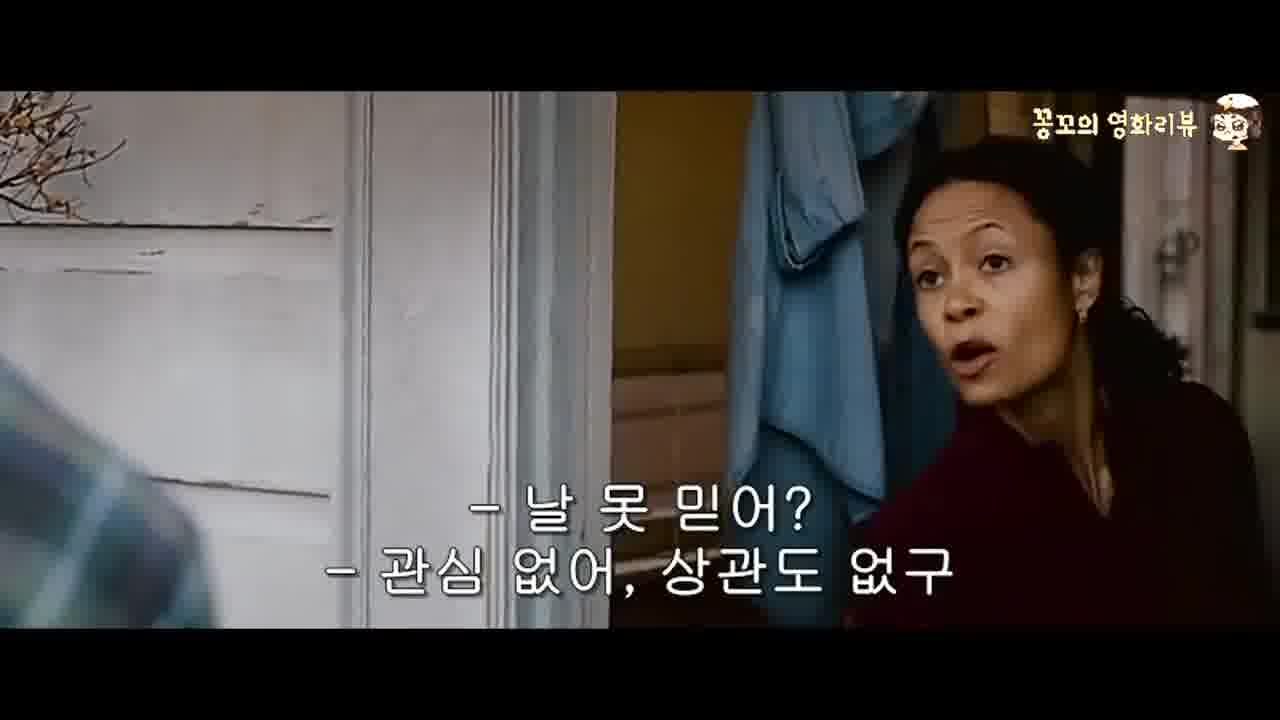 꽁꼬의 영화리뷰
- 날 못 믿어?
- 관심 없어, 상관도 없구